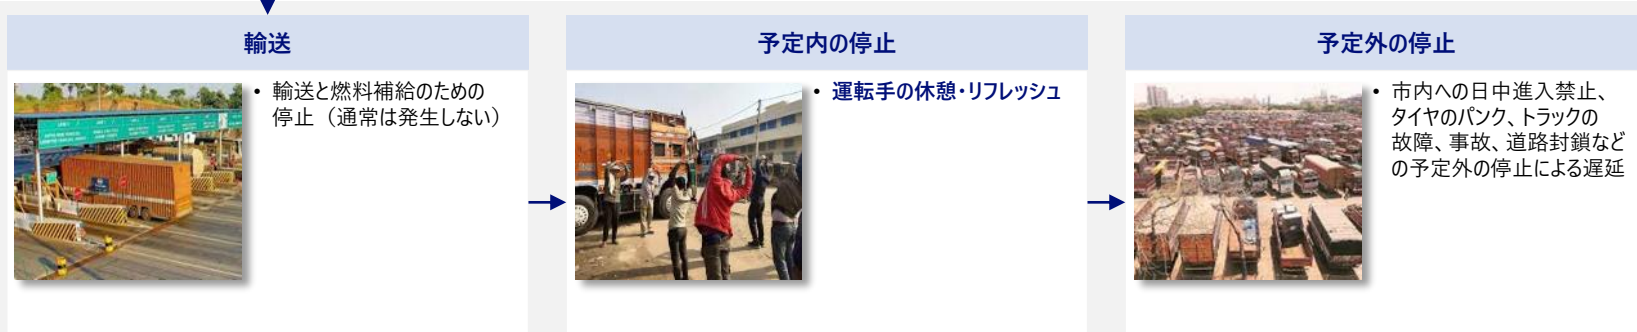 輸送
• 輸送と燃料補給のための
停止（通常は発生しない）
予定内の停止
• 運転手の休憩・リフレッシュ
予定外の停止
• 市内への日中進入禁止、
タイヤのパンク、トラックの
故障、事故、道路封鎖など
の予定外の停止による遅延